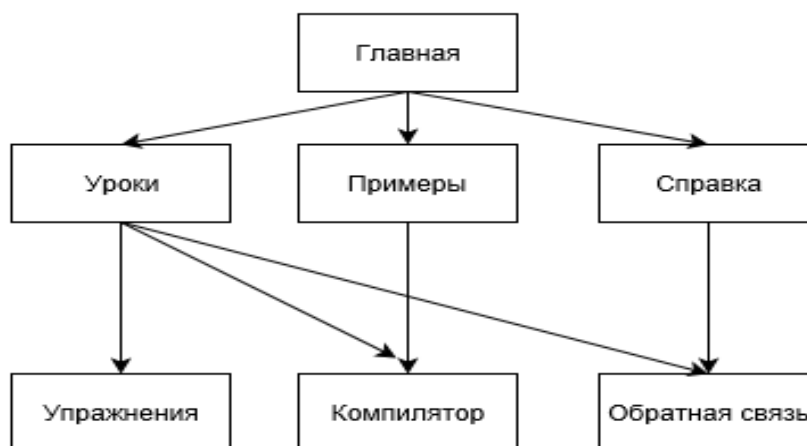 Главная
Уроки
Примеры
Справка
Упражнения
Компилятор
Обратная связь